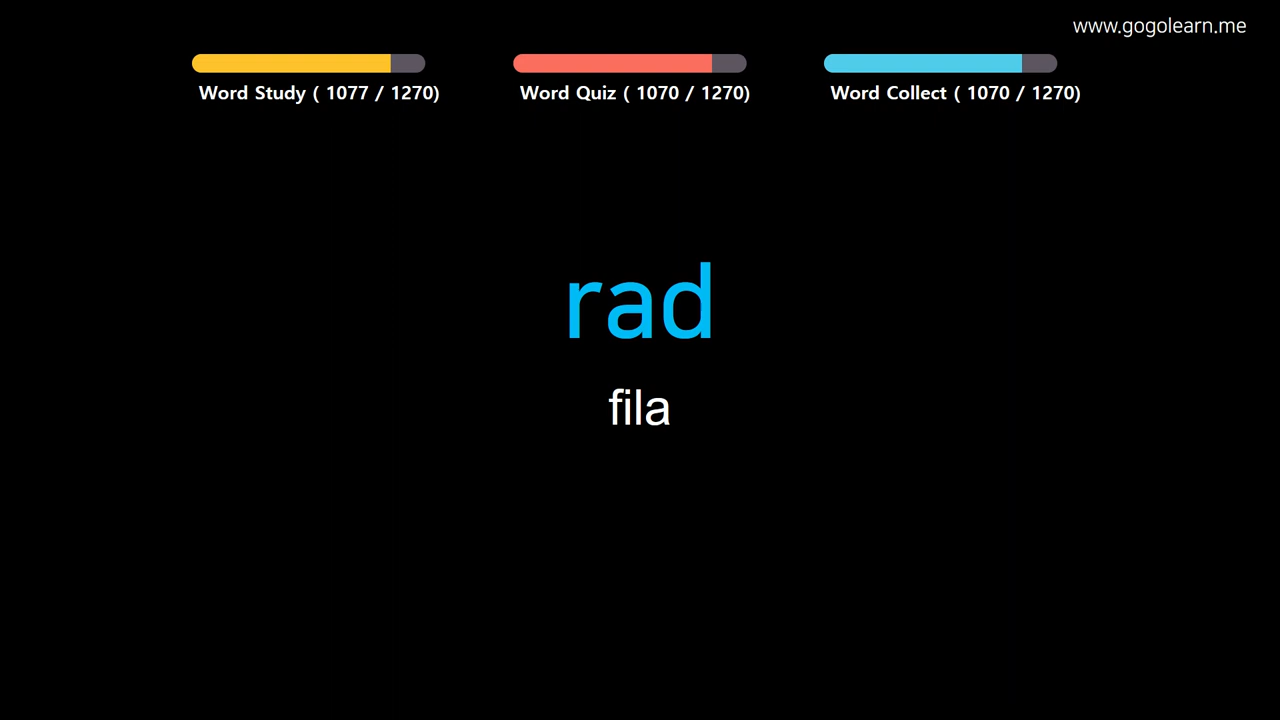 www.gogolearn.me
Word Study ( 1077 / 1270)
Word Quiz ( 1070 / 1270)
Word Collect ( 1070 / 1270)
rad
fila